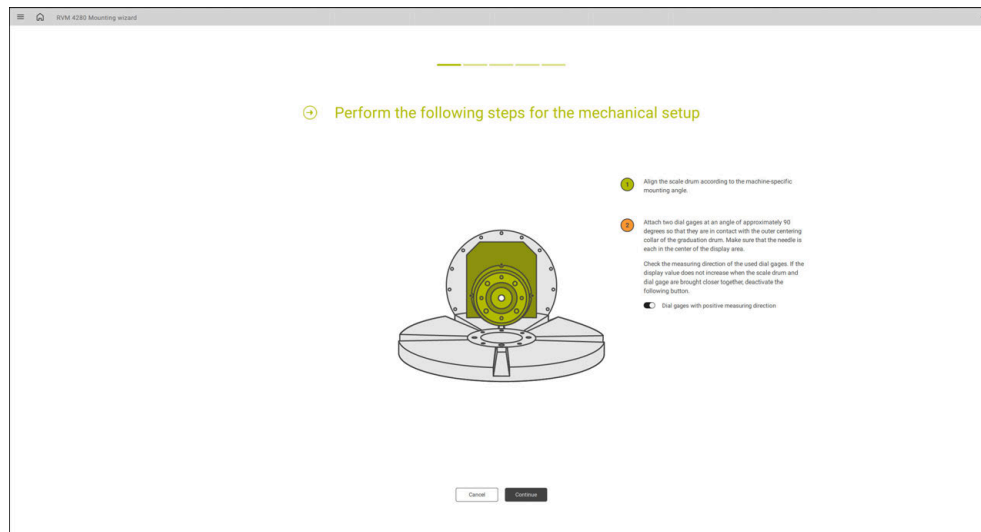 RVM 4280 Mounting wizard
Perform the following steps for the mechanical setup
1
Align the scale drum according to the machine-specific
mounting angle.
2
Attach two dial gages at an angle of approximately 90
degrees so that they are in contact with the outer centering
collar of the graduation drum. Make sure that the needle is
each in the center of the display area.
Check the measuring direction of the used dial gages. If the
display value does not increase when the scale drum and
dial gage are brought closer together, deactivate the
following button.
Dial gages with positive measuring direction
Cancel
Continue